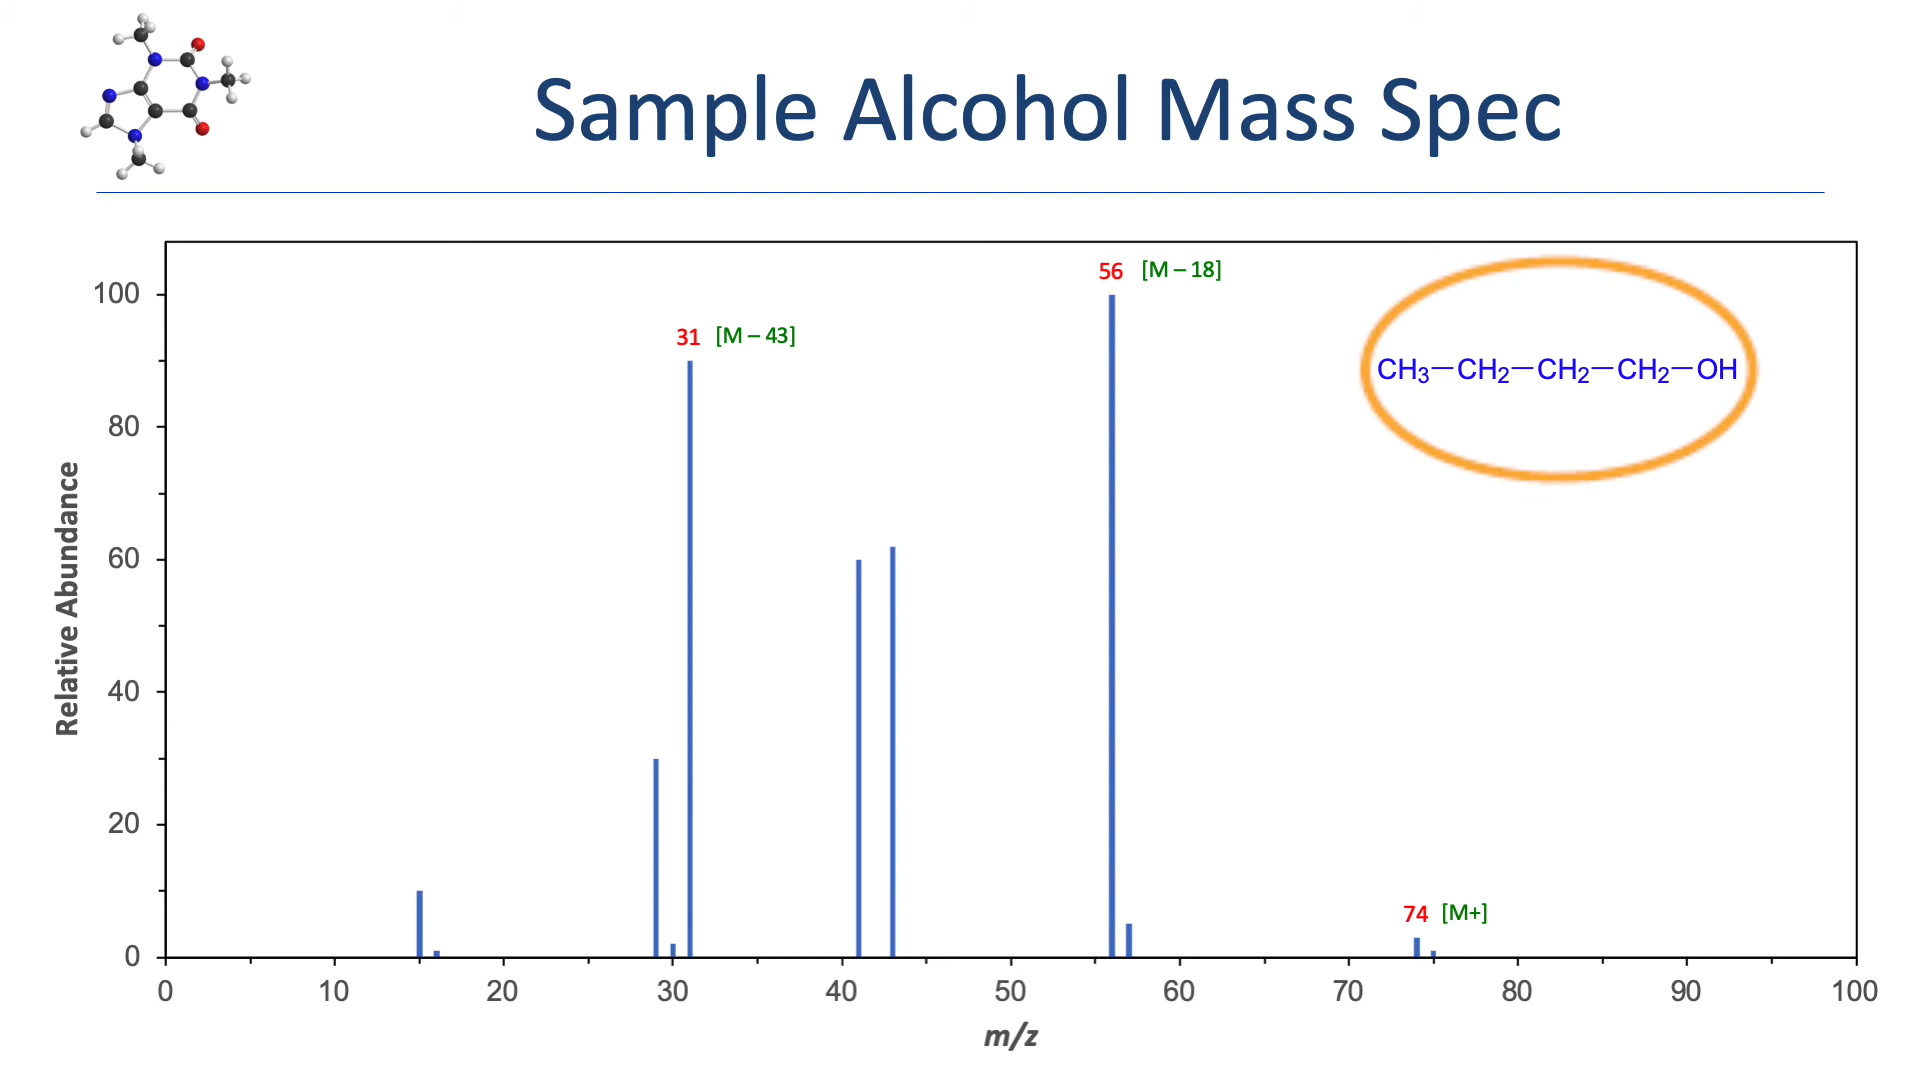 Sample Alcohol Mass Spec
56 [M – 18]
31 [M – 43]
CH3—CH2—CH2—CH2—OH
74 [M+]
100
80
60
40
20
0
Relative Abundance
0 10 20 30 40 50 60 70 80 90 100
m/z